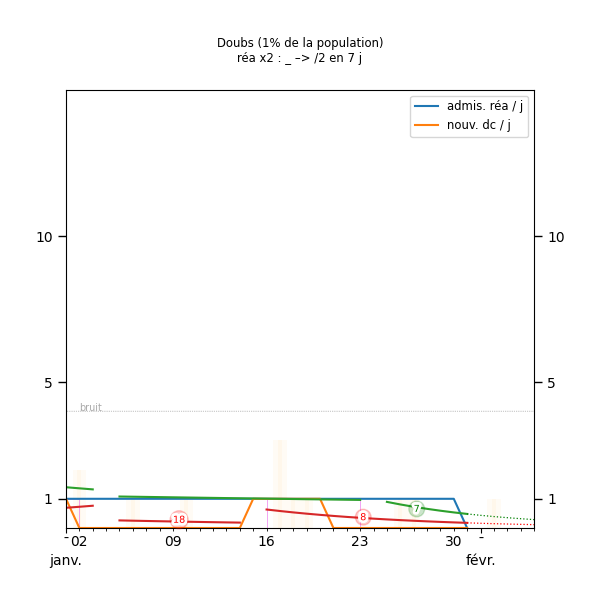 Doubs (1% de la population)
réa x2 : _ –> /2 en 7 j
admis. réa / j
nouv. dc / j
10 10
5 5
bruit
1 1
18 8 7
- 02 09 16 23 30 -
janv. févr.